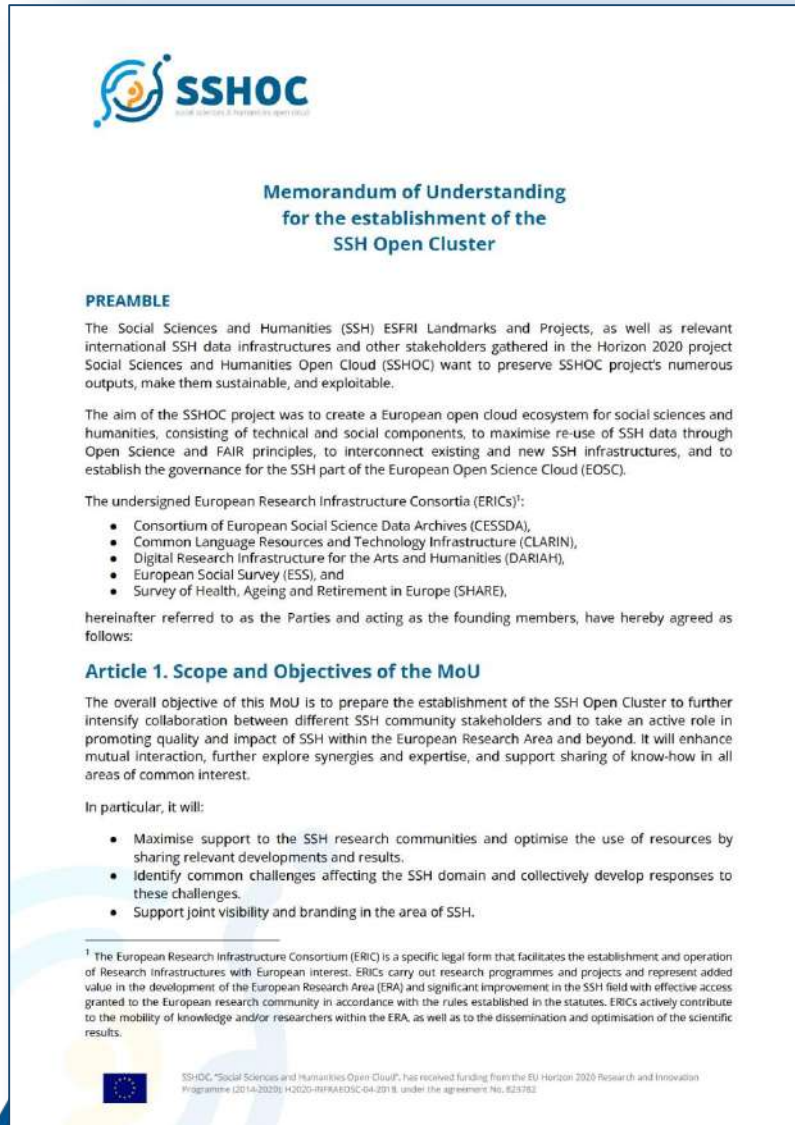 SSHOC
social sciences & humanities open cloud
Memorandum of Understanding
for the establishment of the
SSH Open Cluster
PREAMBLE
The Social Sciences and Humanities (SSH) ESFRI Landmarks and Projects, as well as relevant
international SSH data infrastructures and other stakeholders gathered in the Horizon 2020 project
Social Sciences and Humanities Open Cloud (SSHOC) want to preserve SSHOC project's numerous
outputs, make them sustainable, and exploitable.
The aim of the SSHOC project was to create a European open cloud ecosystem for social sciences and
humanities, consisting of technical and social components, to maximise re-use of SSH data through
Open Science and FAIR principles, to interconnect existing and new SSH infrastructures, and to
establish the governance for the SSH part of the European Open Science Cloud (EOSC).
The undersigned European Research Infrastructure Consortia (ERICs)¹:
● Consortium of European Social Science Data Archives (CESSDA),
● Common Language Resources and Technology Infrastructure (CLARIN),
● Digital Research Infrastructure for the Arts and Humanities (DARIAH),
● European Social Survey (ESS), and
● Survey of Health, Ageing and Retirement in Europe (SHARE),
hereinafter referred to as the Parties and acting as the founding members, have hereby agreed as
follows:
Article 1. Scope and Objectives of the MoU
The overall objective of this MoU is to prepare the establishment of the SSH Open Cluster to further
intensify collaboration between different SSH community stakeholders and to take an active role in
promoting quality and impact of SSH within the European Research Area and beyond. It will enhance
mutual interaction, further explore synergies and expertise, and support sharing of know-how in all
areas of common interest.
In particular, it will:
● Maximise support to the SSH research communities and optimise the use of resources by
sharing relevant developments and results.
● Identify common challenges affecting the SSH domain and collectively develop responses to
these challenges.
● Support joint visibility and branding in the area of SSH.
¹ The European Research Infrastructure Consortium (ERIC) is a specific legal form that facilitates the establishment and operation
of Research Infrastructures with European interest. ERICs carry out research programmes and projects and represent added
value in the development of the European Research Area (ERA) and significant improvement in the SSH field with effective access
granted to the European research community in accordance with the rules established in the statutes. ERICs actively contribute
to the mobility of knowledge and/or researchers within the ERA, as well as to the dissemination and optimisation of the scientific
results.
SSHOC, "Social Sciences and Humanities Open Cloud", has received funding from the EU Horizon 2020 Research and Innovation
Programme (2014-2020); H2020-INFRAEOSC-04-2018, under the agreement No. 823782